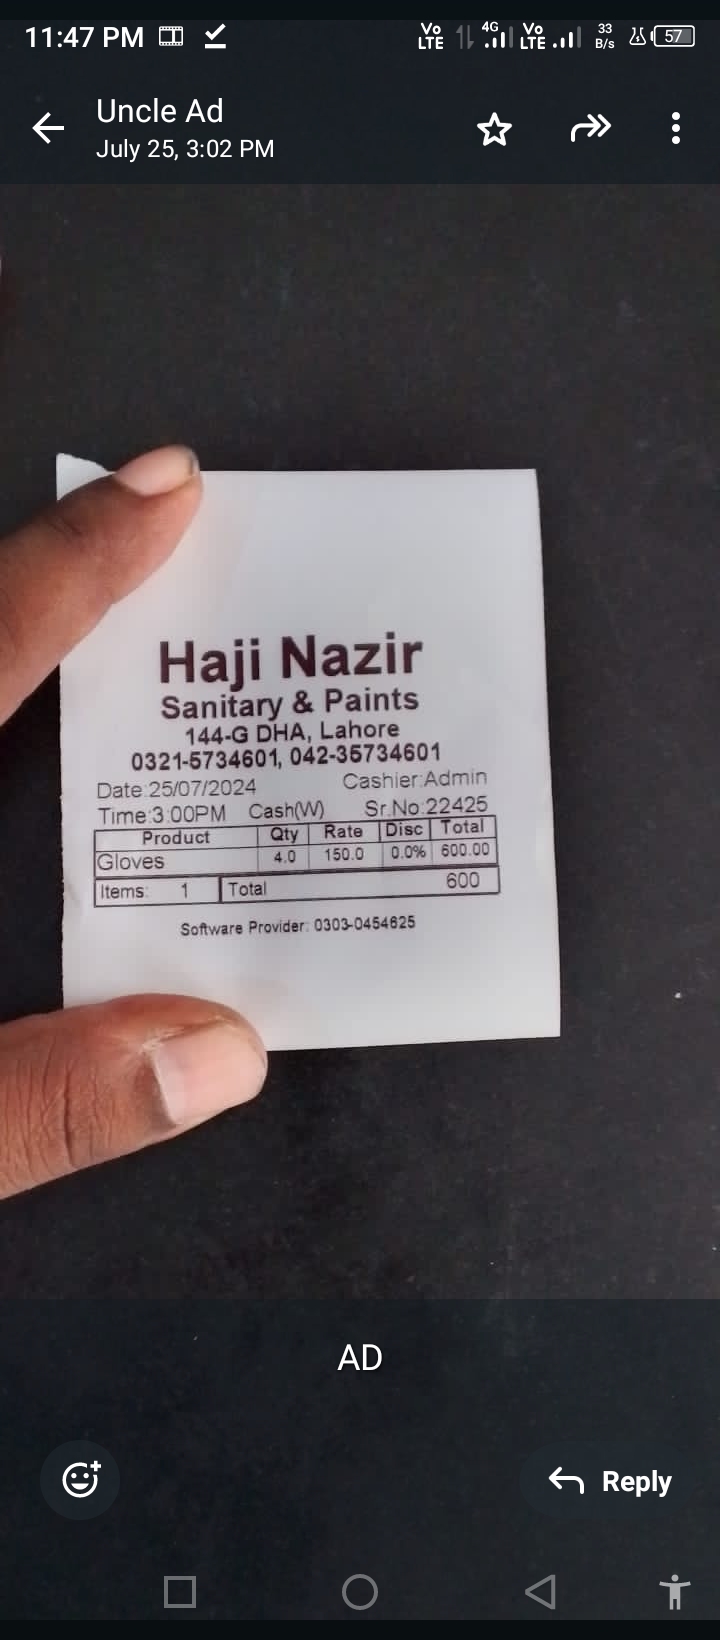 11:47 PM
Vo LTE 4G Vo LTE 33 B/s 57
Uncle Ad
July 25, 3:02 PM
Haji Nazir
Sanitary & Paints
144-G DHA, Lahore
0321-5734601, 042-35734601
Date:25/07/2024 Cashier:Admin
Time:3:00PM Cash(W) Sr.No:22425
Product Qty Rate Disc Total
Gloves 4.0 150.0 0.0% 600.00
Items: 1 Total 600
Software Provider: 0303-0454625
AD
Reply